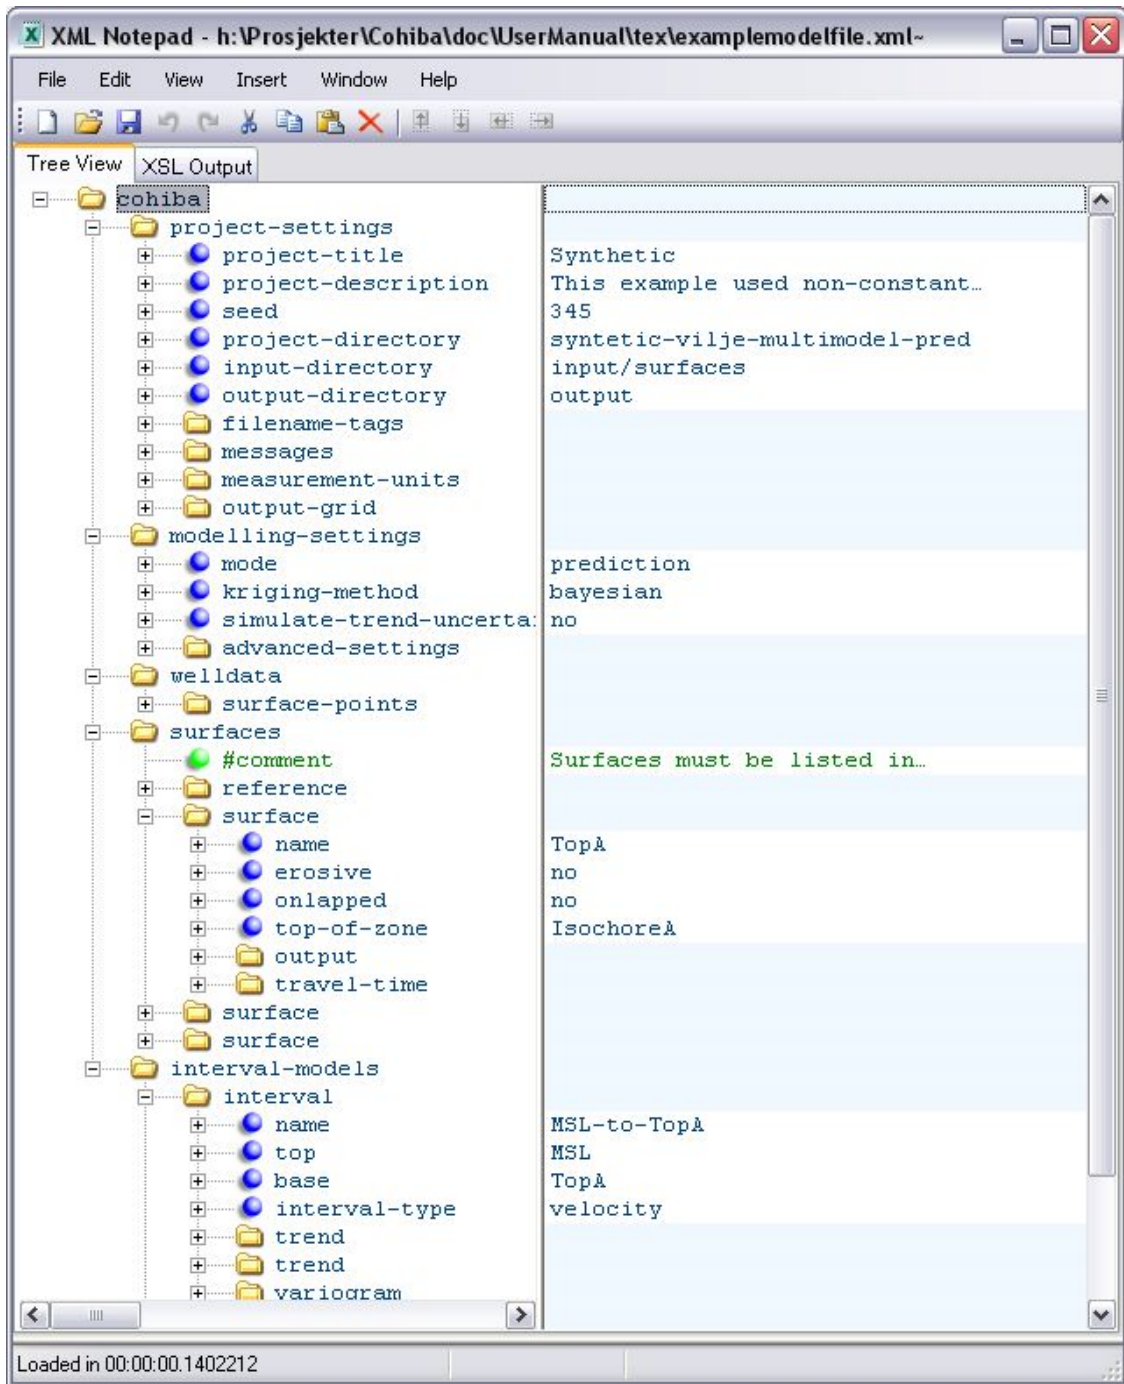 XML Notepad - h:\Prosjekter\Cohiba\doc\UserManual\tex\examplemodelfile.xml~
File Edit View Insert Window Help
Tree View XSL Output
cohiba
project-settings
project-title Synthetic
project-description This example used non-constant…
seed 345
project-directory syntetic-vilje-multimodel-pred
input-directory input/surfaces
output-directory output
filename-tags
messages
measurement-units
output-grid
modelling-settings
mode prediction
kriging-method bayesian
simulate-trend-uncerta no
advanced-settings
welldata
surface-points
surfaces
#comment Surfaces must be listed in…
reference
surface
name TopA
erosive no
onlapped no
top-of-zone IsochoreA
output
travel-time
surface
surface
interval-models
interval
name MSL-to-TopA
top MSL
base TopA
interval-type velocity
trend
trend
variogram
Loaded in 00:00:00.1402212